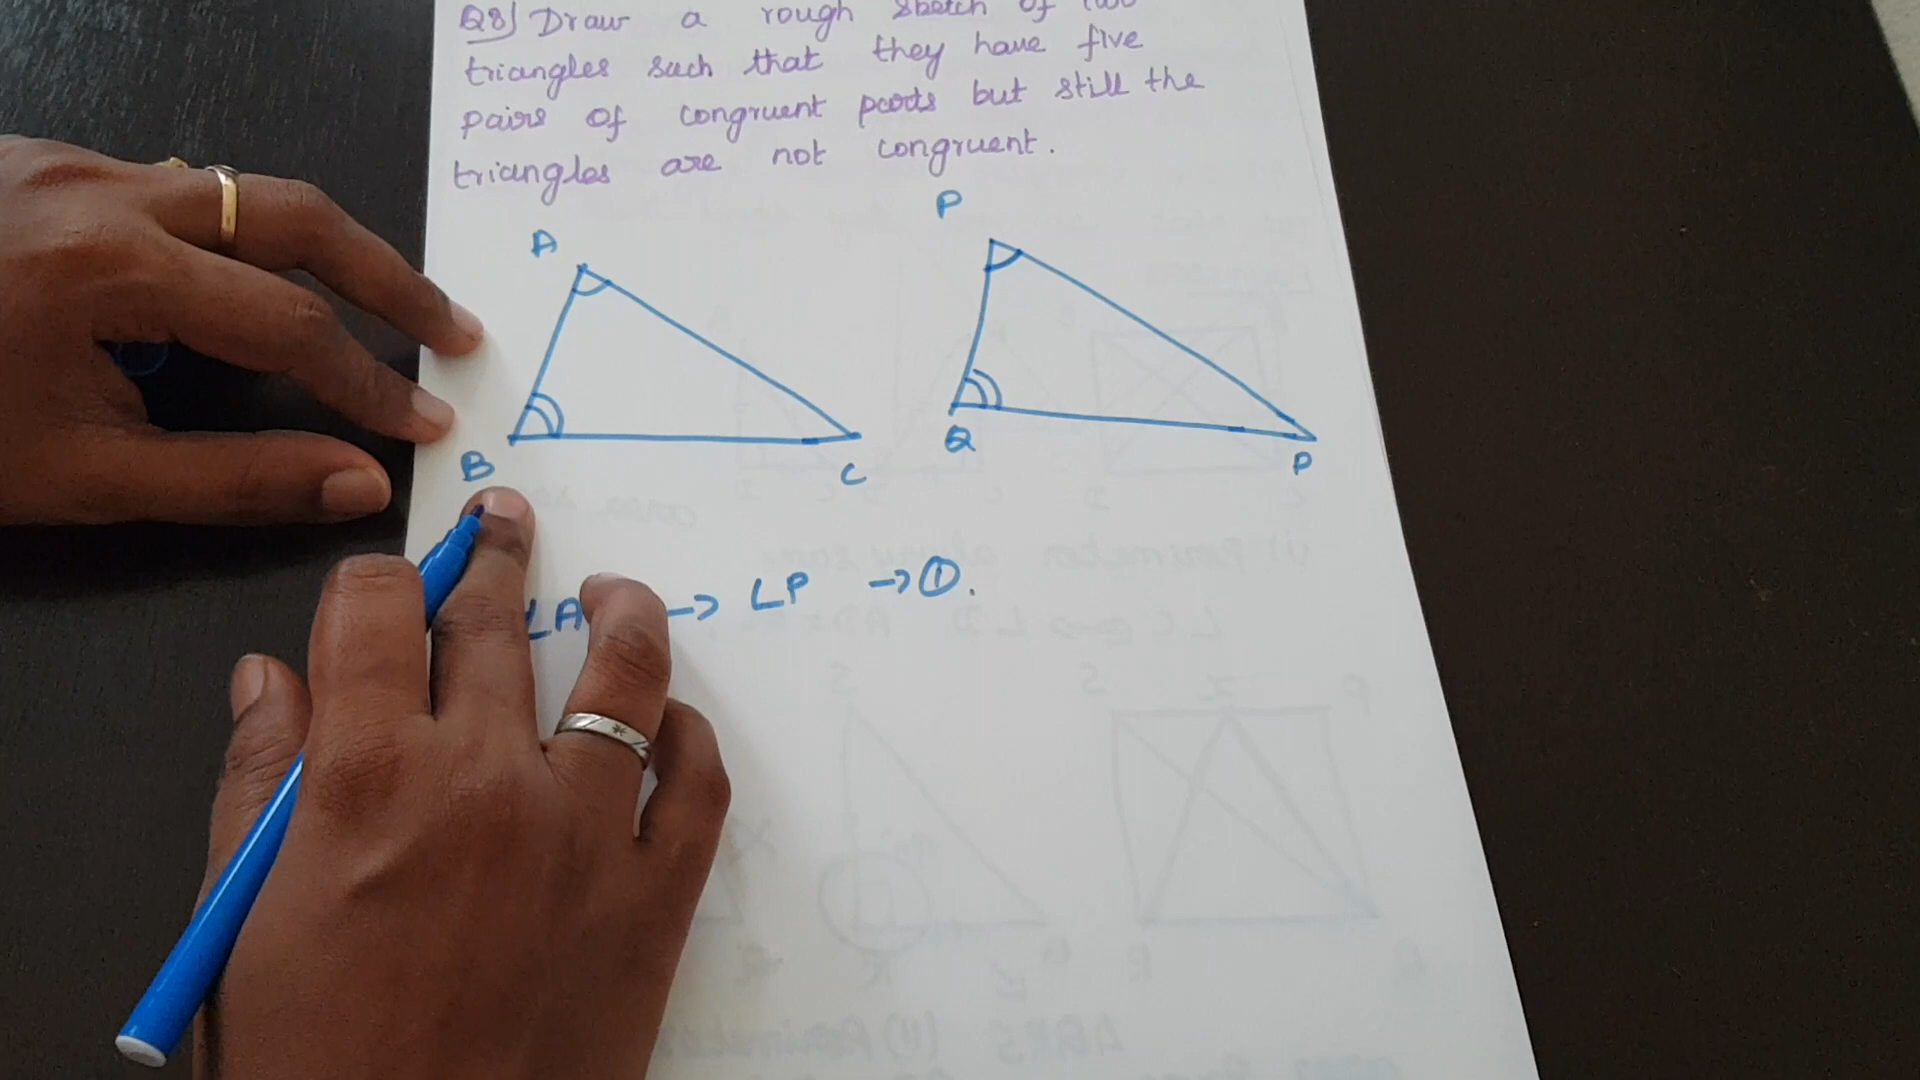 Q8) Draw a rough sketch of two
triangles such that they have five
pairs of congruent parts but still the
triangles are not congruent.
P
A
Q
B
C
P
∠A → ∠P → ①.